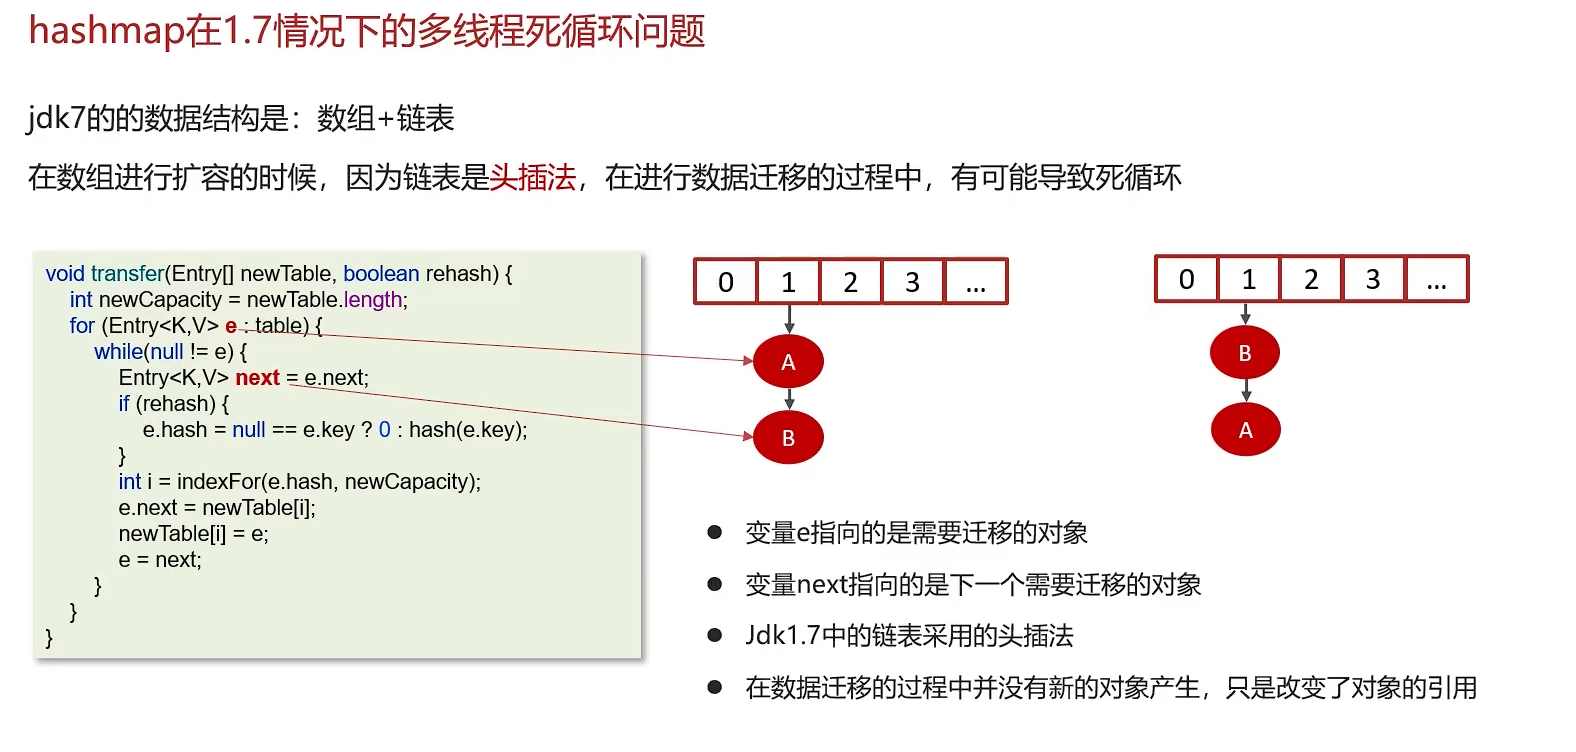 hashmap在1.7情况下的多线程死循环问题
jdk7的的数据结构是：数组+链表
在数组进行扩容的时候，因为链表是头插法，在进行数据迁移的过程中，有可能导致死循环
void transfer(Entry[] newTable, boolean rehash) {
int newCapacity = newTable.length;
for (Entry<K,V> e : table) {
while(null != e) {
Entry<K,V> next = e.next;
if (rehash) {
e.hash = null == e.key ? 0 : hash(e.key);
}
int i = indexFor(e.hash, newCapacity);
e.next = newTable[i];
newTable[i] = e;
e = next;
}
}
}
0 1 2 3 ...
A
B
0 1 2 3 ...
B
A
● 变量e指向的是需要迁移的对象
● 变量next指向的是下一个需要迁移的对象
● Jdk1.7中的链表采用的头插法
● 在数据迁移的过程中并没有新的对象产生，只是改变了对象的引用